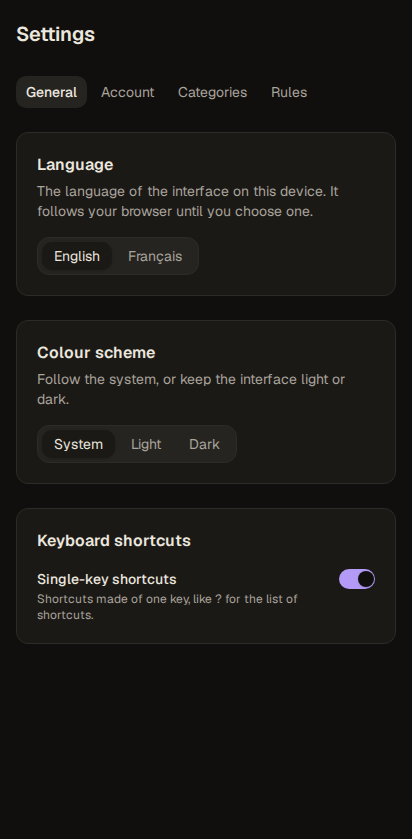 Settings
General Account Categories Rules
Language
The language of the interface on this device. It
follows your browser until you choose one.
English Français
Colour scheme
Follow the system, or keep the interface light or
dark.
System Light Dark
Keyboard shortcuts
Single-key shortcuts
Shortcuts made of one key, like ? for the list of
shortcuts.